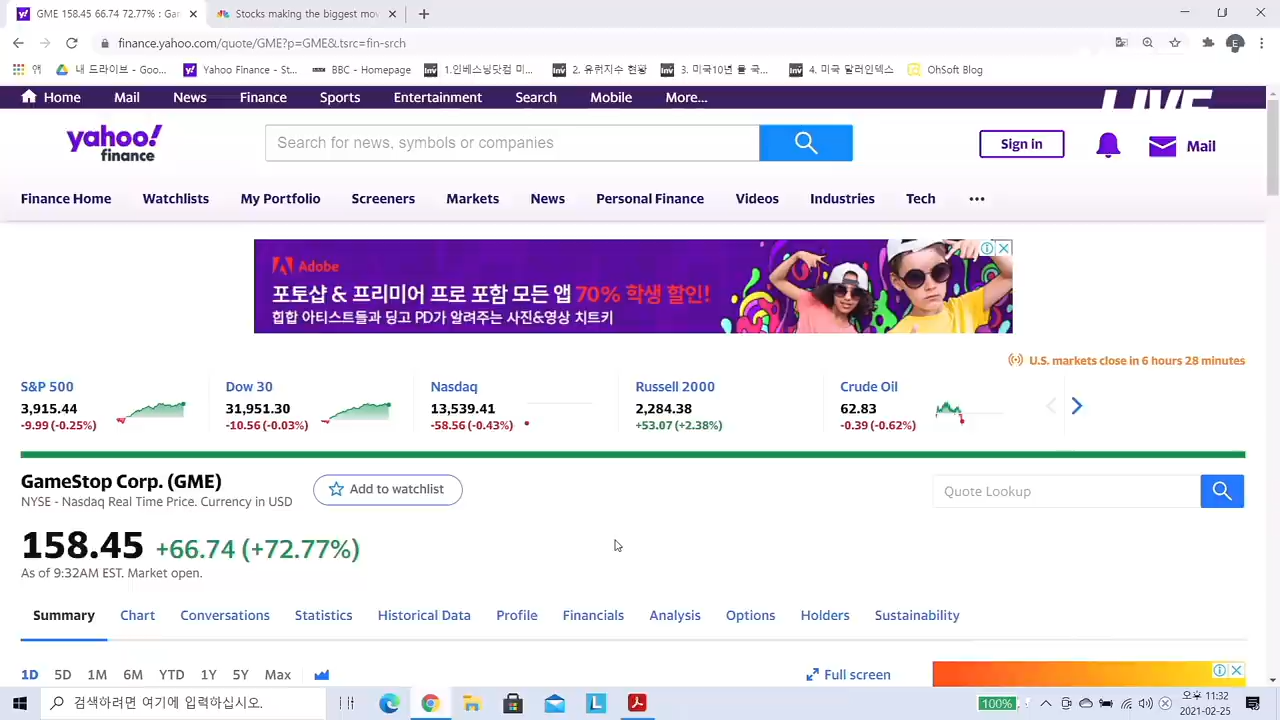 GME 158.45 66.74 72.77% : Ga
Stocks making the biggest mo
finance.yahoo.com/quote/GME?p=GME&.tsrc=fin-srch
앱
내 드라이브 - Goo...
Yahoo Finance - St...
BBC - Homepage
1.인베스팅닷컴 미...
3. 미국10년 물 국...
4. 미국 달러인덱스
OhSoft Blog
Home Mail News Finance Sports Entertainment Search Mobile More...
LIVE
yahoo!
finance
Search for news, symbols or companies
Sign in
Mail
Finance Home Watchlists My Portfolio Screeners Markets News Personal Finance Videos Industries Tech
Adobe
포토샵 & 프리미어 프로 포함 모든 앱 70% 학생 할인!
힙합 아티스트들과 딩고 PD가 알려주는 사진&영상 치트키
U.S. markets close in 6 hours 28 minutes
S&P 500
3,915.44
-9.99 (-0.25%)
Dow 30
31,951.30
-10.56 (-0.03%)
Nasdaq
13,539.41
-58.56 (-0.43%)
Russell 2000
2,284.38
+53.07 (+2.38%)
Crude Oil
62.83
-0.39 (-0.62%)
GameStop Corp. (GME)
NYSE - Nasdaq Real Time Price. Currency in USD
Add to watchlist
Quote Lookup
158.45 +66.74 (+72.77%)
As of 9:32AM EST. Market open.
Summary Chart Conversations Statistics Historical Data Profile Financials Analysis Options Holders Sustainability
1D 5D 1M 6M YTD 1Y 5Y Max
Full screen
검색하려면 여기에 입력하십시오.
100%
오후 11:32
2021-02-25